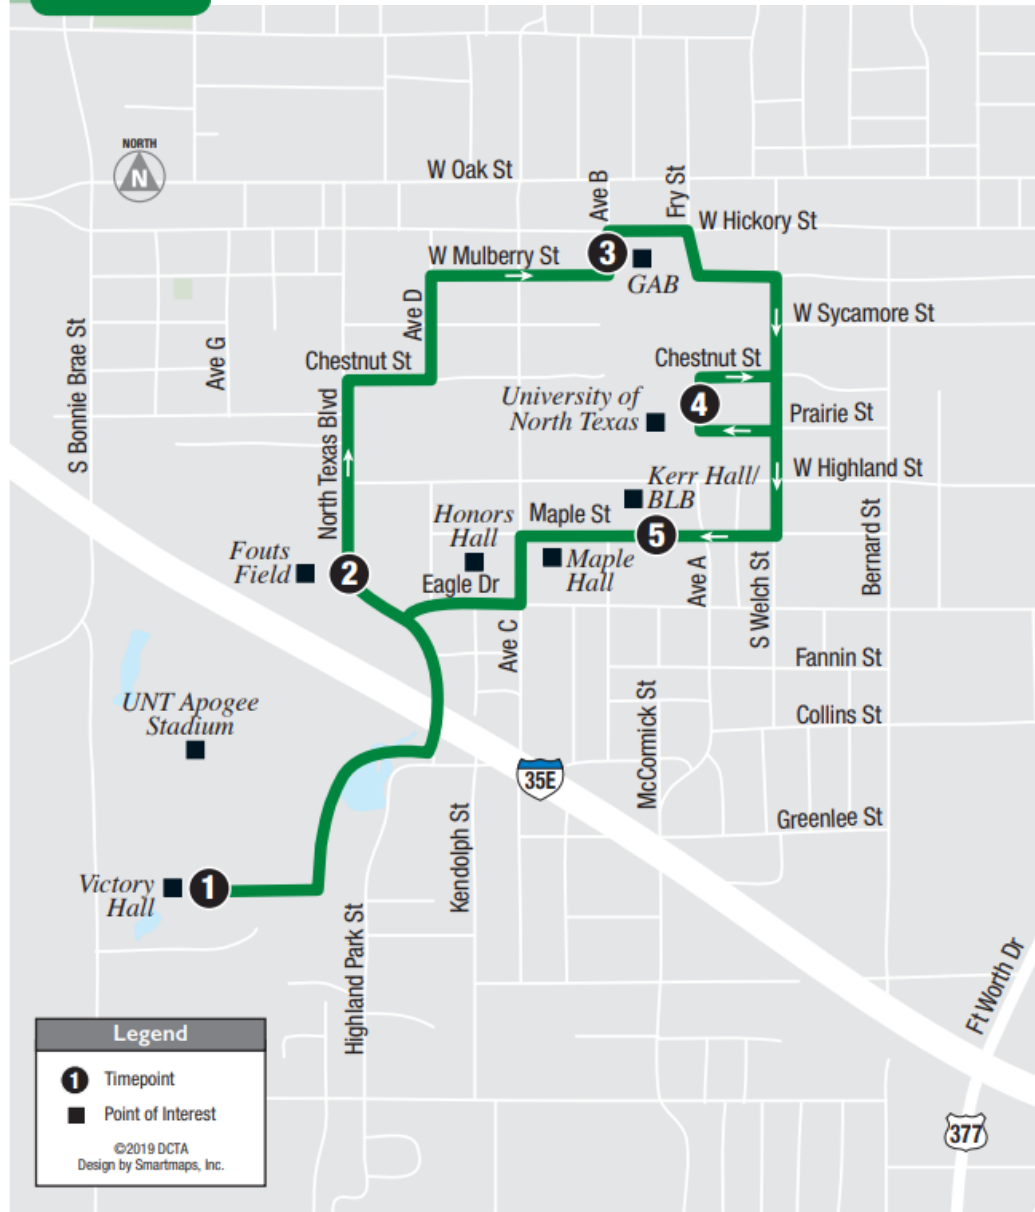 NORTH
N
W Oak St
Ave B
Fry St
W Hickory St
3
W Mulberry St
GAB
Ave D
W Sycamore St
S Bonnie Brae St
Ave G
Chestnut St
Chestnut St
North Texas Blvd
University of
North Texas
4
Prairie St
W Highland St
Kerr Hall/
BLB
Honors
Hall
Maple St
5
Bernard St
Fouts
Field
2
Eagle Dr
Maple
Hall
Ave A
S Welch St
Ave C
Fannin St
UNT Apogee
Stadium
McCormick St
Collins St
35E
Greenlee St
Kendolph St
Victory
Hall
1
Highland Park St
Ft Worth Dr
377
Legend
1 Timepoint
Point of Interest
©2019 DCTA
Design by Smartmaps, Inc.